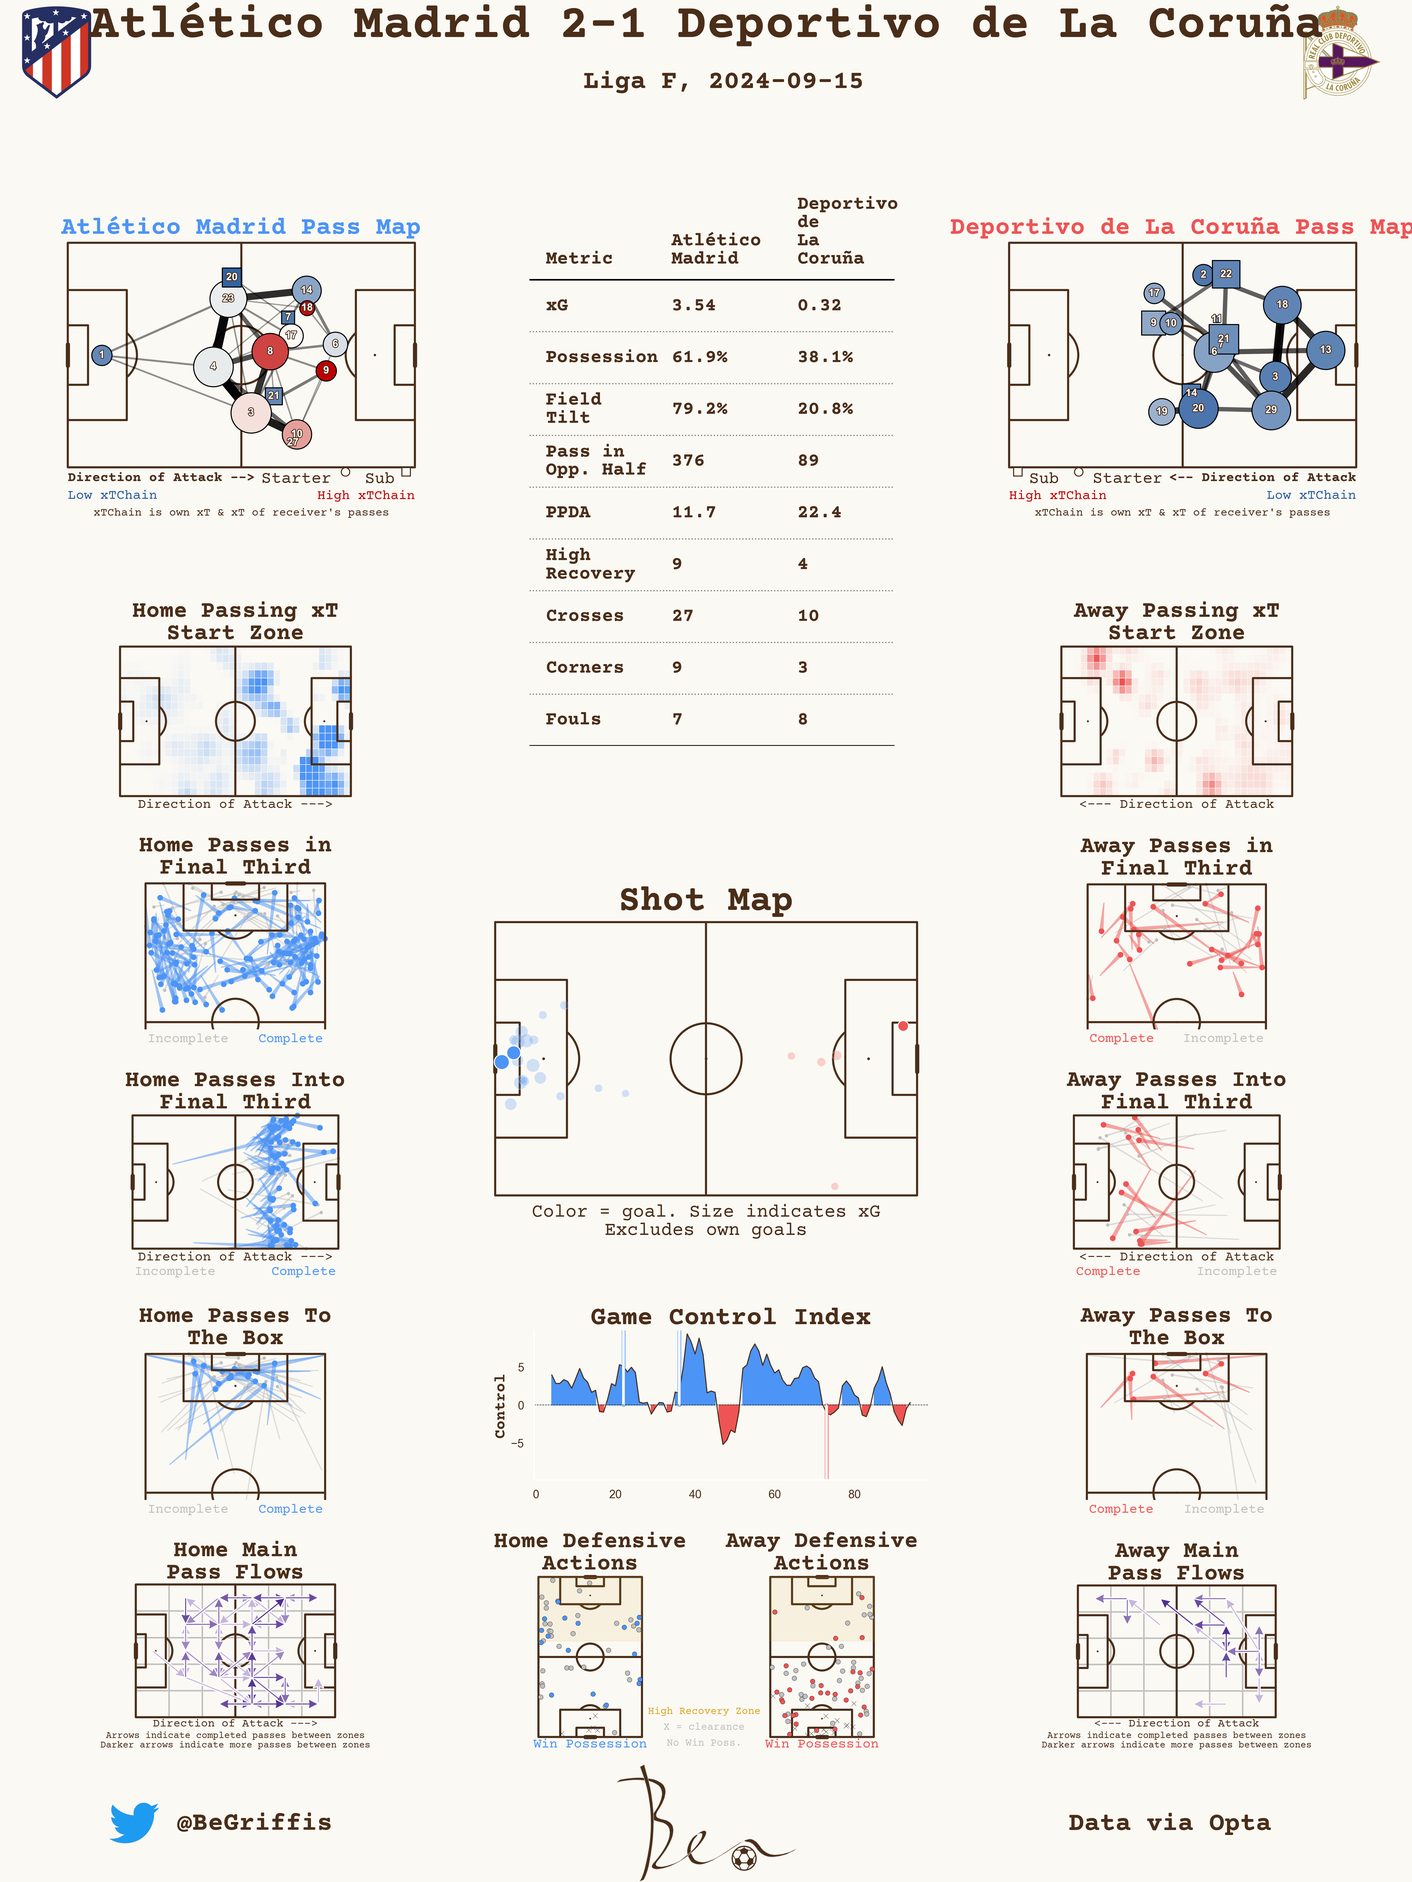 Atlético Madrid 2-1 Deportivo de La Coruña
Liga F, 2024-09-15
REAL CLUB DEPORTIVO
LA CORUÑA
Atlético Madrid Pass Map
20
23
14
18
7
17
1
4
8
6
9
21
3
10
27
Direction of Attack --> Starter Sub
Low xTChain High xTChain
xTChain is own xT & xT of receiver's passes
Metric Atlético Madrid Deportivo de La Coruña
xG 3.54 0.32
Possession 61.9% 38.1%
Field Tilt 79.2% 20.8%
Pass in Opp. Half 376 89
PPDA 11.7 22.4
High Recovery 9 4
Crosses 27 10
Corners 9 3
Fouls 7 8
Deportivo de La Coruña Pass Map
2
22
17
18
9
10
11
21
7
6
13
3
14
19
20
29
Sub Starter <-- Direction of Attack
High xTChain Low xTChain
xTChain is own xT & xT of receiver's passes
Home Passing xT
Start Zone
Direction of Attack --->
Away Passing xT
Start Zone
<--- Direction of Attack
Home Passes in
Final Third
Incomplete Complete
Away Passes in
Final Third
Complete Incomplete
Shot Map
Color = goal. Size indicates xG
Excludes own goals
Home Passes Into
Final Third
Direction of Attack --->
Incomplete Complete
Away Passes Into
Final Third
<--- Direction of Attack
Complete Incomplete
Home Passes To
The Box
Incomplete Complete
Game Control Index
Control
5
0
−5
0 20 40 60 80
Away Passes To
The Box
Complete Incomplete
Home Main
Pass Flows
Direction of Attack --->
Arrows indicate completed passes between zones
Darker arrows indicate more passes between zones
Home Defensive
Actions
Win Possession
High Recovery Zone
X = clearance
No Win Poss.
Away Defensive
Actions
Win Possession
Away Main
Pass Flows
<--- Direction of Attack
Arrows indicate completed passes between zones
Darker arrows indicate more passes between zones
@BeGriffis
Ben
Data via Opta